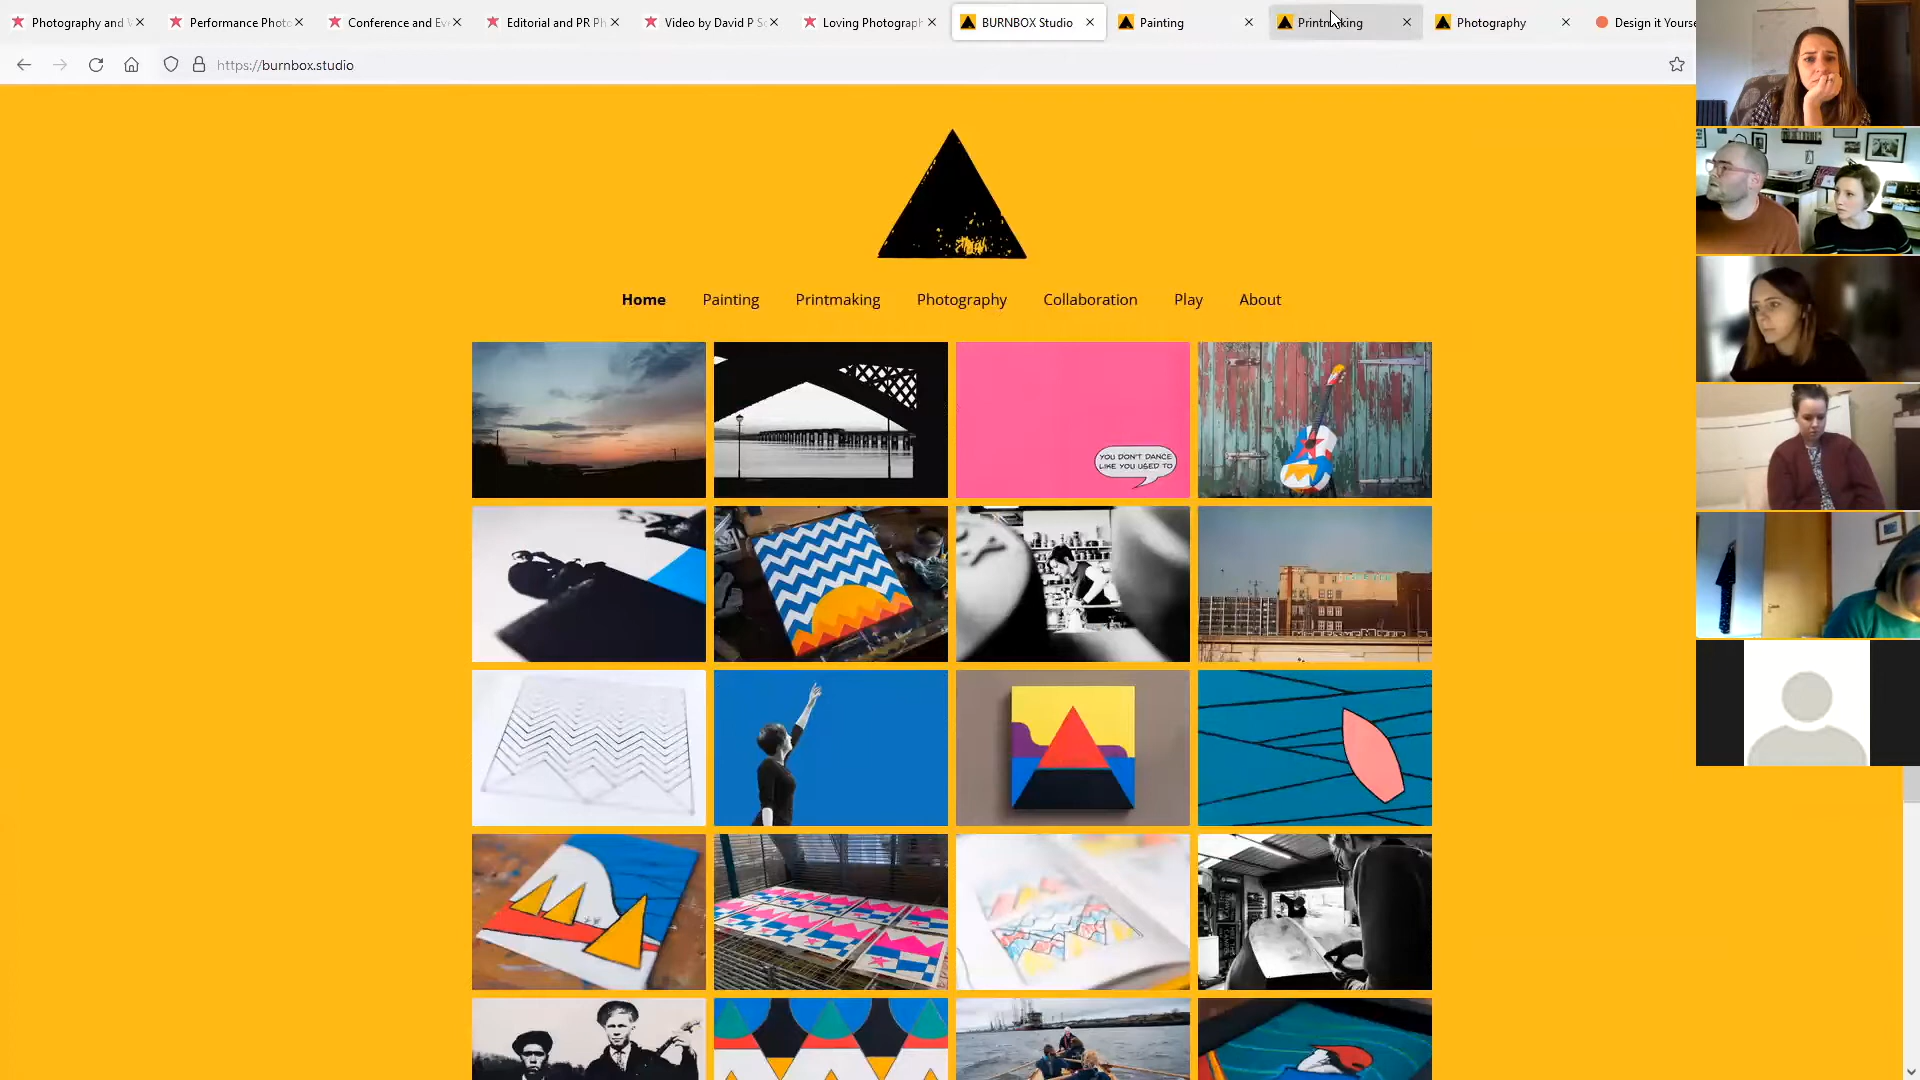 Photography and V
Performance Photo
Conference and Eve
Editorial and PR Ph
Video by David P Sc
Loving Photograph
BURNBOX Studio
Painting
Printmaking
Photography
Design it Yourse
https://burnbox.studio
Home
Painting
Printmaking
Photography
Collaboration
Play
About
YOU DON'T DANCE
LIKE YOU USED TO